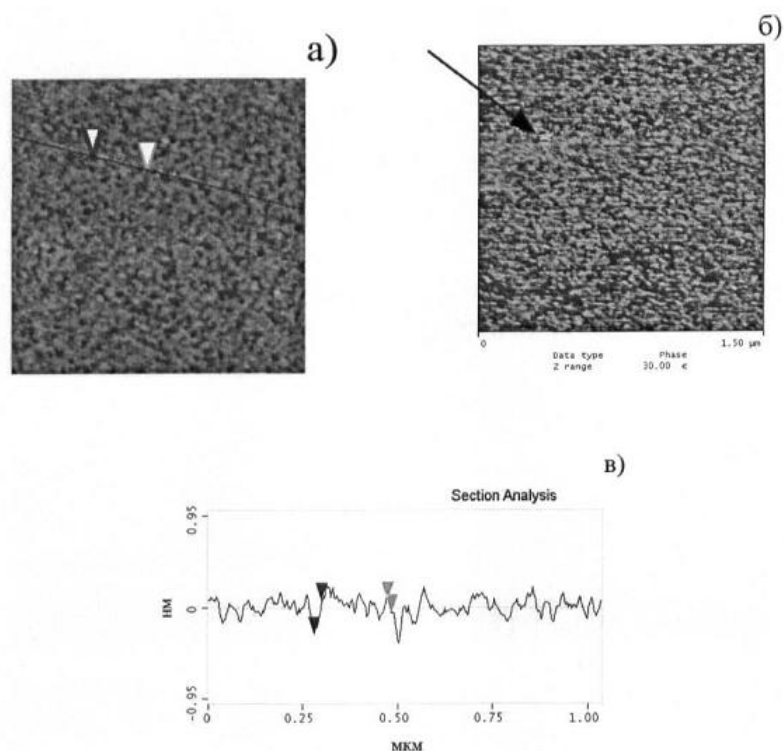 а)
б)
0
1.50 µm
Data type Phase
Z range 30.00 є
в)
Section Analysis
0.95
0
-0.95
НМ
0 0.25 0.50 0.75 1.00
МКМ